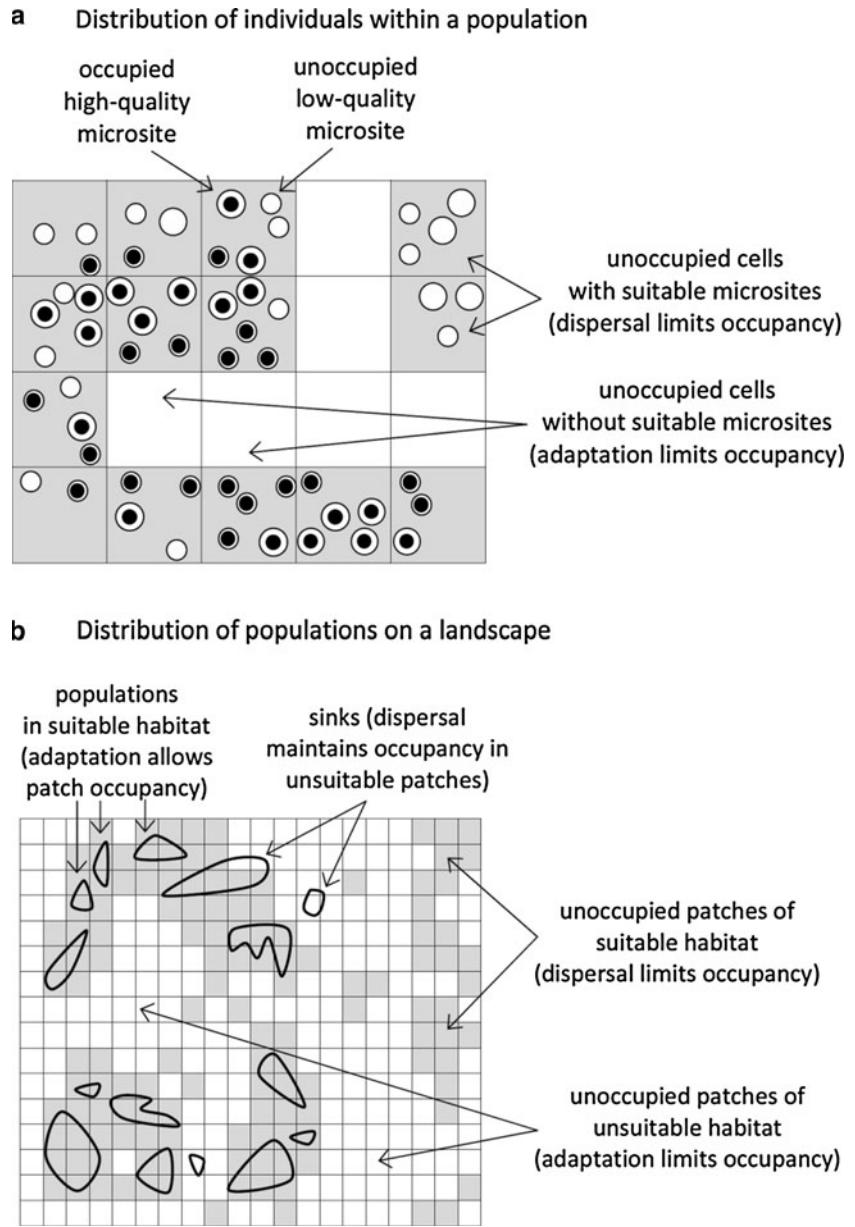 a Distribution of individuals within a population
occupied
high-quality
microsite
unoccupied
low-quality
microsite
unoccupied cells
with suitable microsites
(dispersal limits occupancy)
unoccupied cells
without suitable microsites
(adaptation limits occupancy)
b Distribution of populations on a landscape
populations
in suitable habitat
(adaptation allows
patch occupancy)
sinks (dispersal
maintains occupancy in
unsuitable patches)
unoccupied patches of
suitable habitat
(dispersal limits occupancy)
unoccupied patches of
unsuitable habitat
(adaptation limits occupancy)